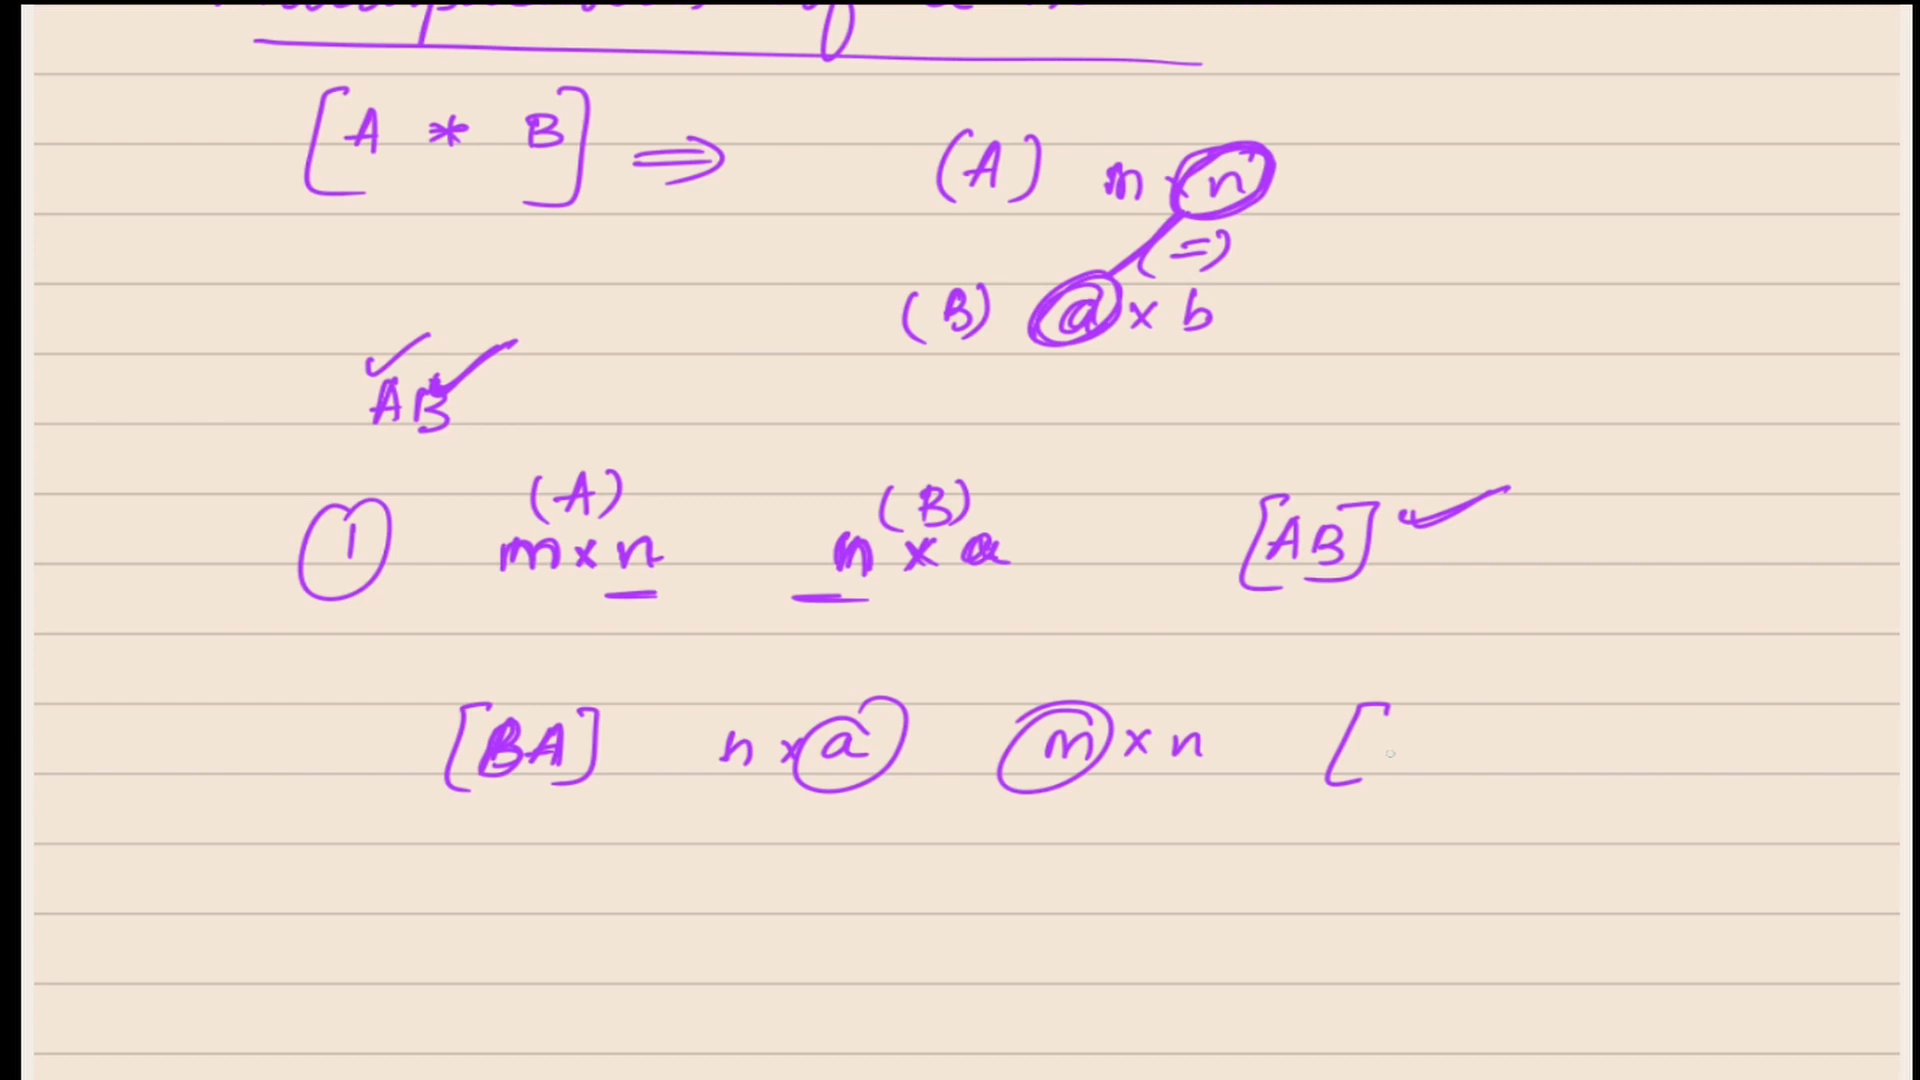 [A * B] ⇒ (A) m × n
(=)
(B) a × b
AB
(A) (B)
1 m×n n × a [AB]
[BA] n × a m × n [